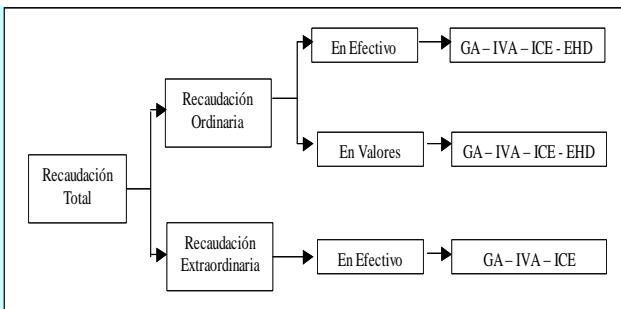 En Efectivo
GA – IVA – ICE - EHD
Recaudación
Ordinaria
En Valores
GA – IVA – ICE - EHD
Recaudación
Total
Recaudación
Extraordinaria
En Efectivo
GA – IVA – ICE